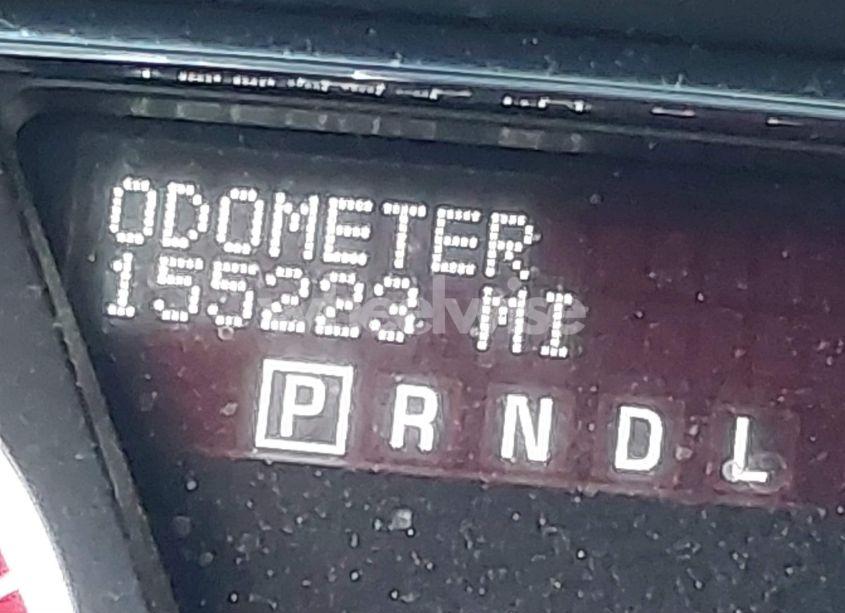 ODOMETER
155223 MI
P R N D L